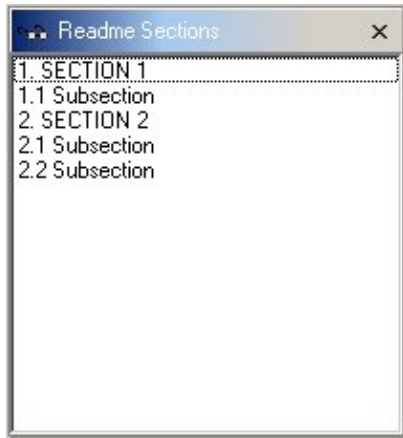 Readme Sections
1. SECTION 1
1.1 Subsection
2. SECTION 2
2.1 Subsection
2.2 Subsection